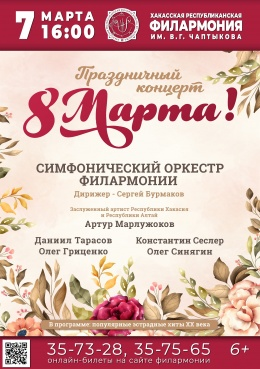 7 МАРТА
16:00
ХАКАССКАЯ РЕСПУБЛИКАНСКАЯ
ФИЛАРМОНИЯ
ИМ. В.Г. ЧАПТЫКОВА
Праздничный
концерт
8 Марта!
СИМФОНИЧЕСКИЙ ОРКЕСТР
ФИЛАРМОНИИ
Дирижер - Сергей Бурмаков
Заслуженный артист Республики Хакасия
и Республики Алтай
Артур Марлужоков
Даниил Тарасов
Олег Гриценко
Константин Сеслер
Олег Синягин
В программе популярные эстрадные хиты XX века
35-73-28, 35-75-65
онлайн-билеты на сайте филармонии
6+